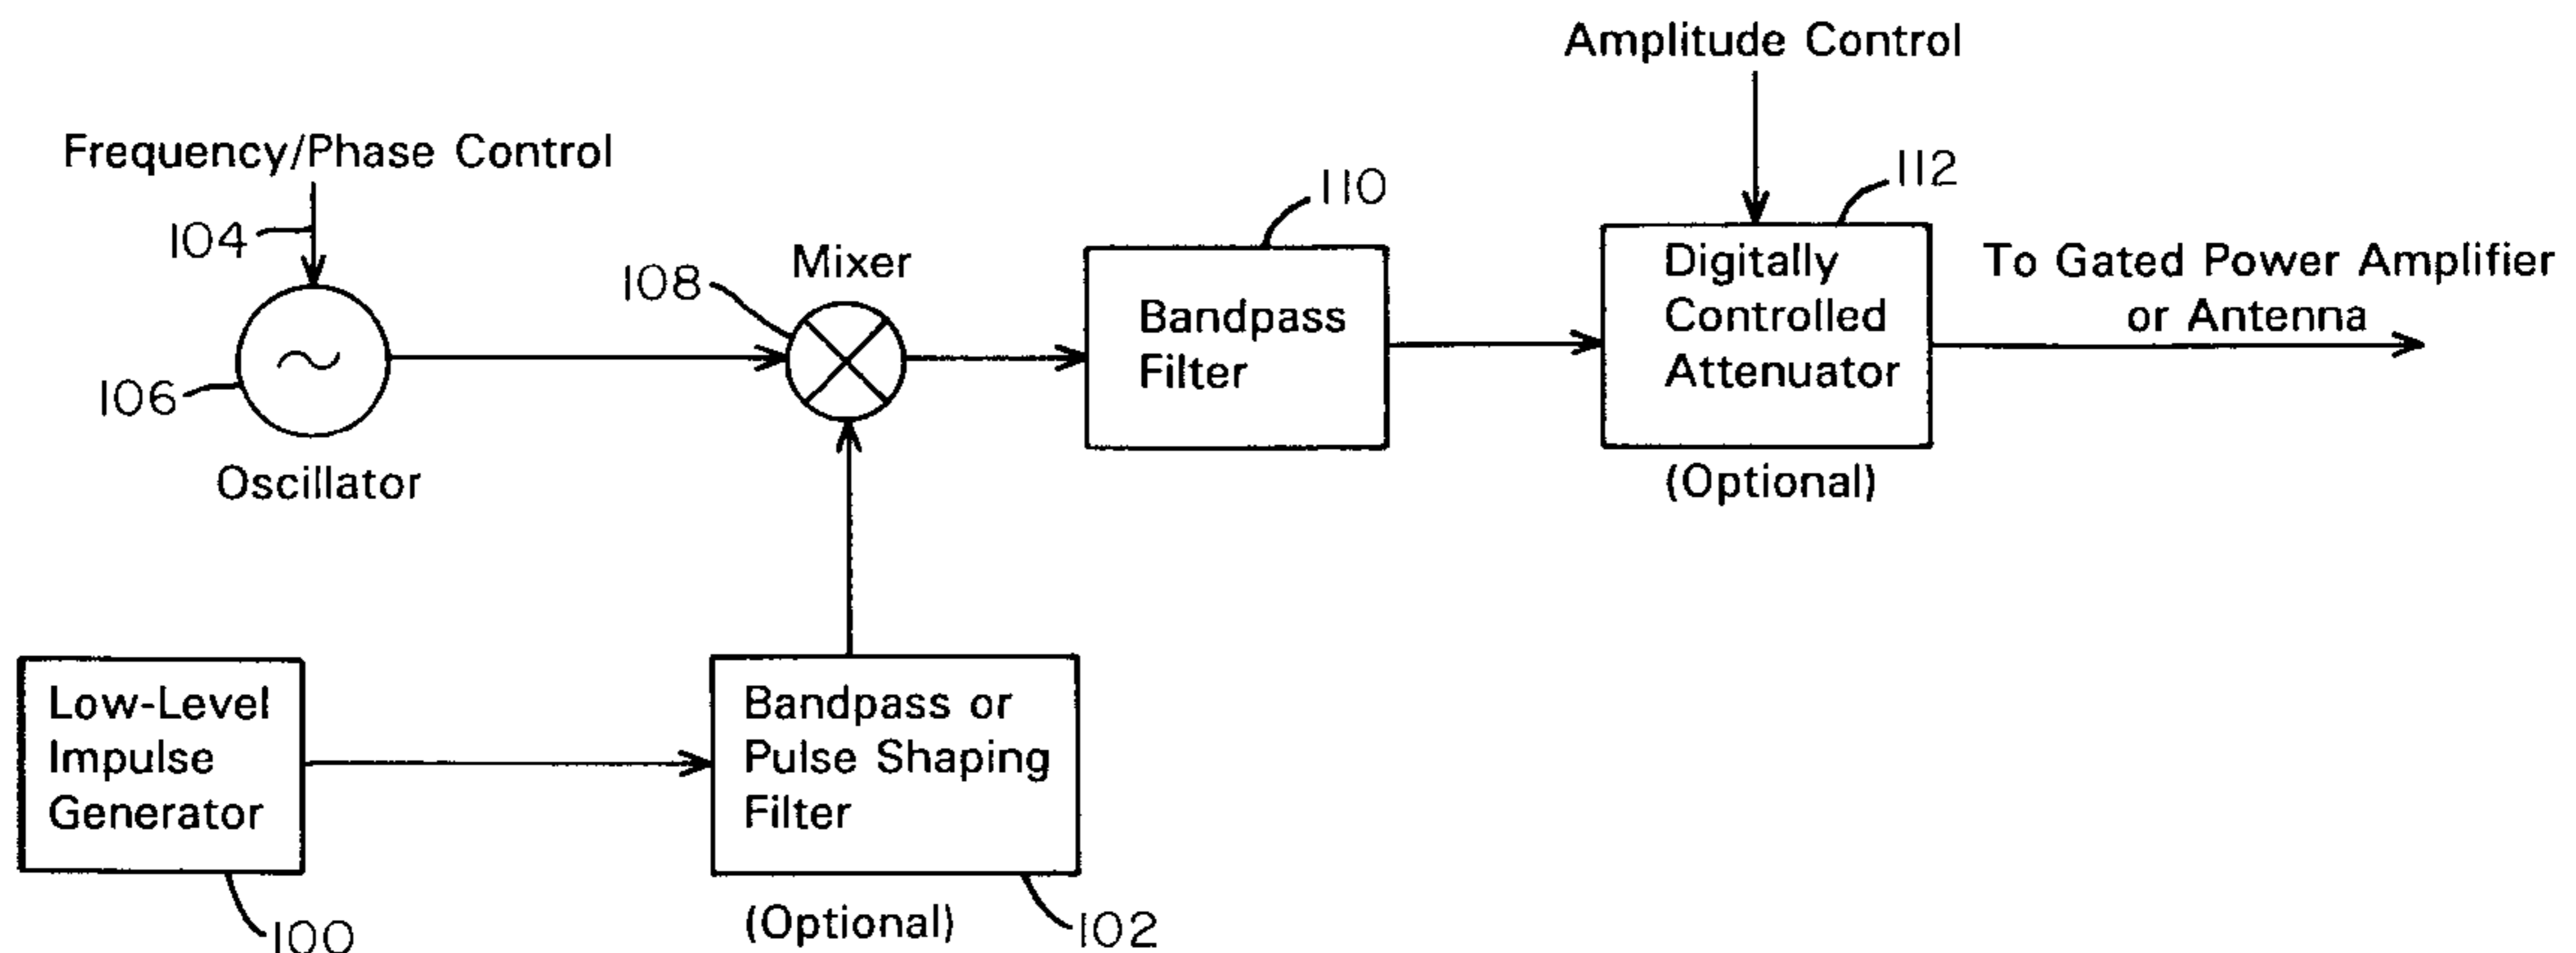 Amplitude Control
Frequency/Phase Control
104
106
Oscillator
108
Mixer
110
Bandpass
Filter
112
Digitally
Controlled
Attenuator
(Optional)
To Gated Power Amplifier
or Antenna
Low-Level
Impulse
Generator
100
Bandpass or
Pulse Shaping
Filter
(Optional)
102